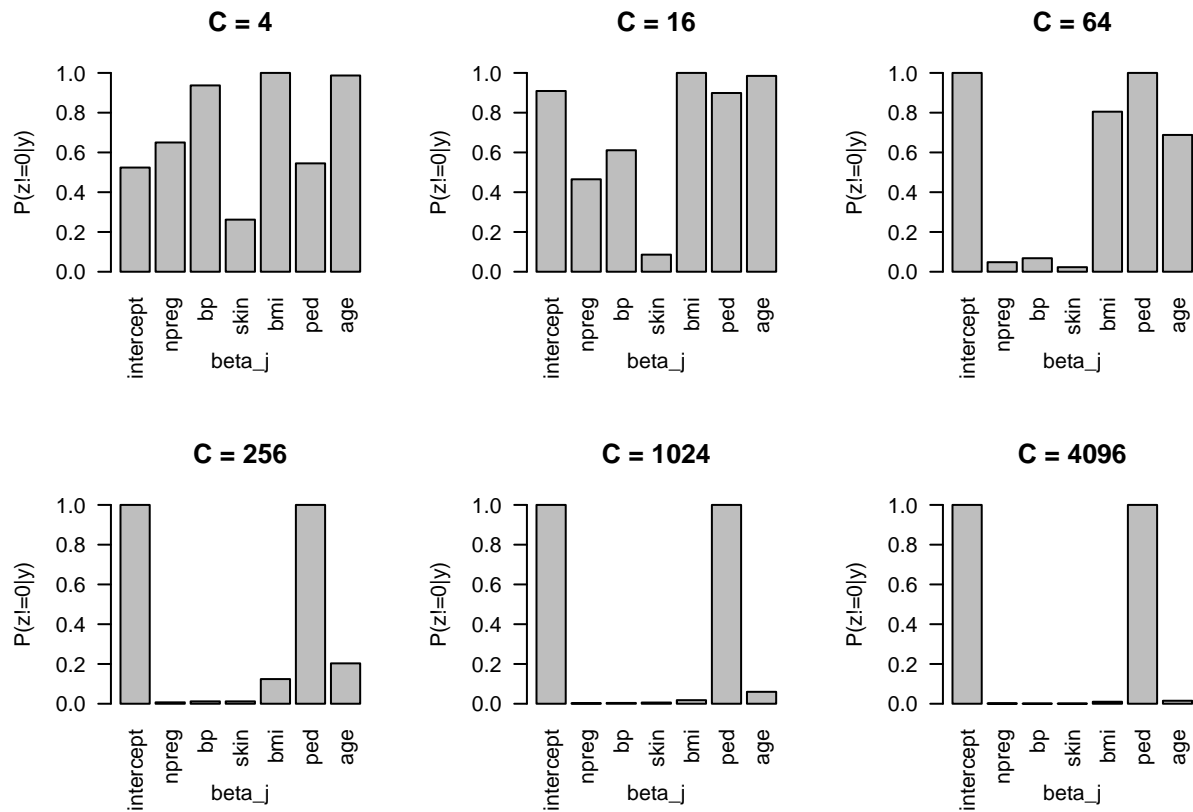 C = 4
1.0
0.8
0.6
0.4
0.2
0.0
P(z!=0|y)
intercept
npreg
bp
skin
bmi
ped
age
beta_j
C = 16
1.0
0.8
0.6
0.4
0.2
0.0
P(z!=0|y)
intercept
npreg
bp
skin
bmi
ped
age
beta_j
C = 64
1.0
0.8
0.6
0.4
0.2
0.0
P(z!=0|y)
intercept
npreg
bp
skin
bmi
ped
age
beta_j
C = 256
1.0
0.8
0.6
0.4
0.2
0.0
P(z!=0|y)
intercept
npreg
bp
skin
bmi
ped
age
beta_j
C = 1024
1.0
0.8
0.6
0.4
0.2
0.0
P(z!=0|y)
intercept
npreg
bp
skin
bmi
ped
age
beta_j
C = 4096
1.0
0.8
0.6
0.4
0.2
0.0
P(z!=0|y)
intercept
npreg
bp
skin
bmi
ped
age
beta_j